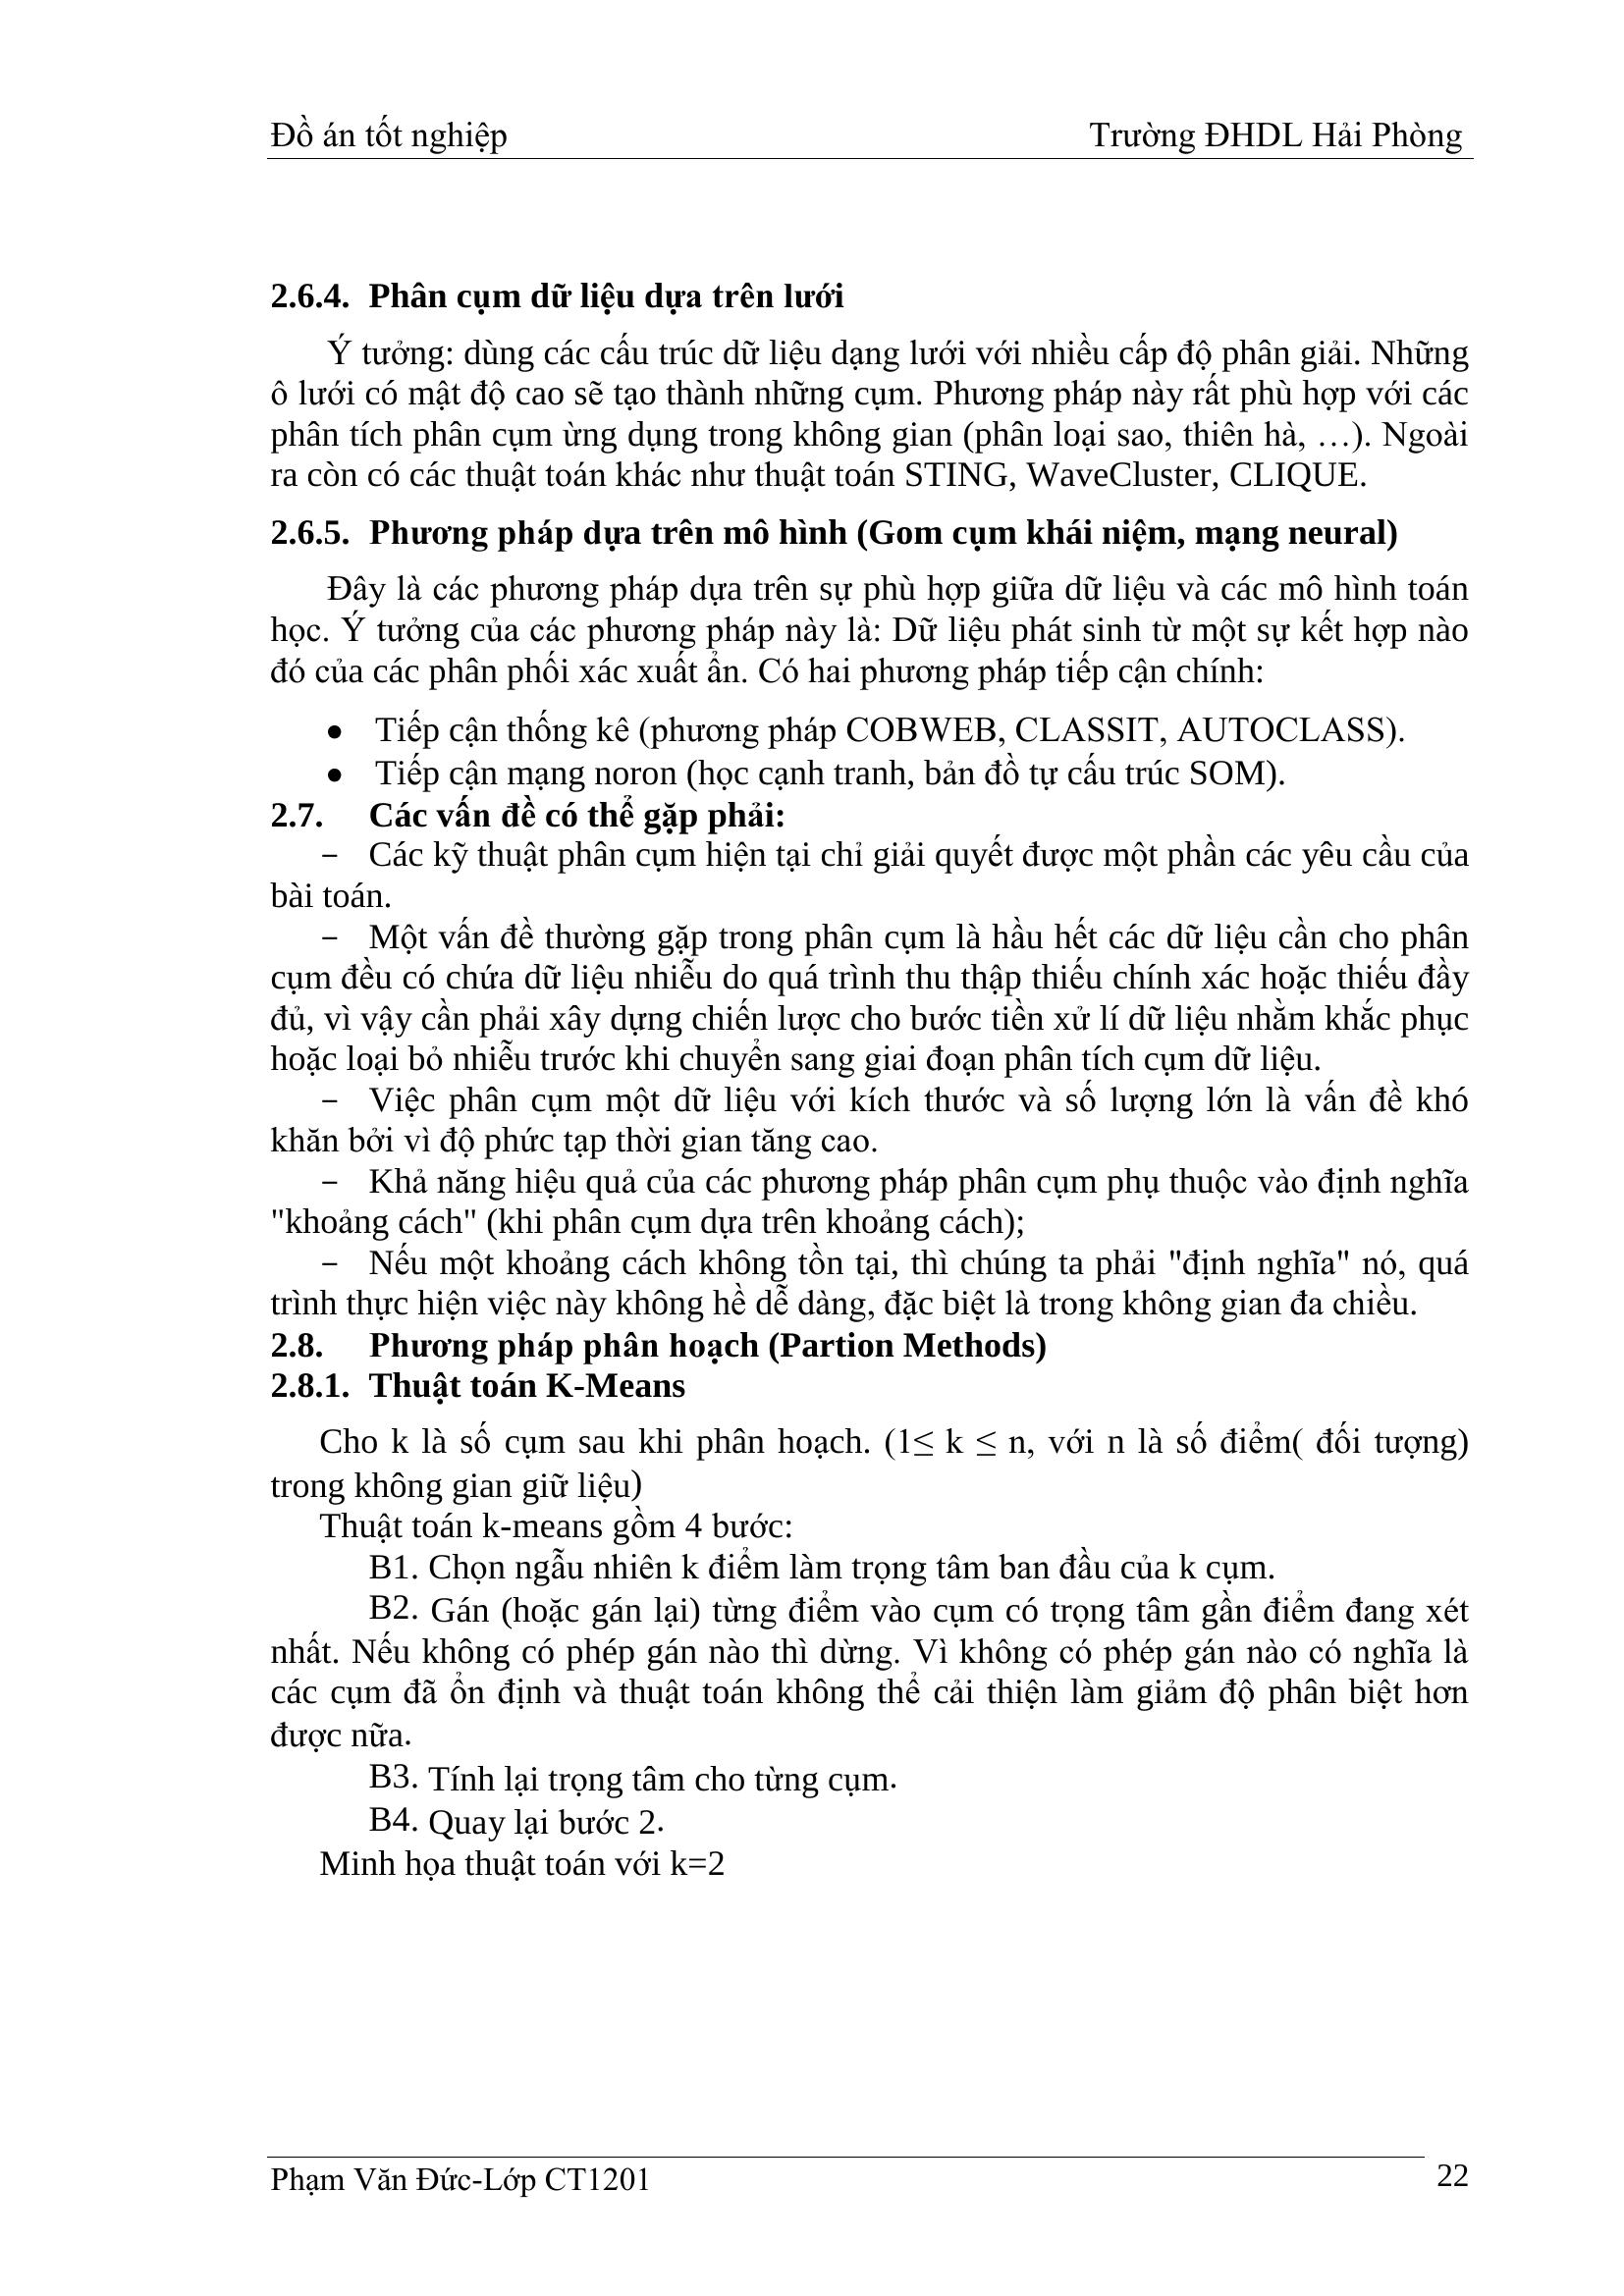 Đồ án tốt nghiệp Trường ĐHDL Hải Phòng
2.6.4. Phân cụm dữ liệu dựa trên lưới
Ý tưởng: dùng các cấu trúc dữ liệu dạng lưới với nhiều cấp độ phân giải. Những
ô lưới có mật độ cao sẽ tạo thành những cụm. Phương pháp này rất phù hợp với các
phân tích phân cụm ừng dụng trong không gian (phân loại sao, thiên hà, …). Ngoài
ra còn có các thuật toán khác như thuật toán STING, WaveCluster, CLIQUE.
2.6.5. Phương pháp dựa trên mô hình (Gom cụm khái niệm, mạng neural)
Đây là các phương pháp dựa trên sự phù hợp giữa dữ liệu và các mô hình toán
học. Ý tưởng của các phương pháp này là: Dữ liệu phát sinh từ một sự kết hợp nào
đó của các phân phối xác xuất ẩn. Có hai phương pháp tiếp cận chính:
• Tiếp cận thống kê (phương pháp COBWEB, CLASSIT, AUTOCLASS).
• Tiếp cận mạng noron (học cạnh tranh, bản đồ tự cấu trúc SOM).
2.7. Các vấn đề có thể gặp phải:
− Các kỹ thuật phân cụm hiện tại chỉ giải quyết được một phần các yêu cầu của
bài toán.
− Một vấn đề thường gặp trong phân cụm là hầu hết các dữ liệu cần cho phân
cụm đều có chứa dữ liệu nhiễu do quá trình thu thập thiếu chính xác hoặc thiếu đầy
đủ, vì vậy cần phải xây dựng chiến lược cho bước tiền xử lí dữ liệu nhằm khắc phục
hoặc loại bỏ nhiễu trước khi chuyển sang giai đoạn phân tích cụm dữ liệu.
− Việc phân cụm một dữ liệu với kích thước và số lượng lớn là vấn đề khó
khăn bởi vì độ phức tạp thời gian tăng cao.
− Khả năng hiệu quả của các phương pháp phân cụm phụ thuộc vào định nghĩa
"khoảng cách" (khi phân cụm dựa trên khoảng cách);
− Nếu một khoảng cách không tồn tại, thì chúng ta phải "định nghĩa" nó, quá
trình thực hiện việc này không hề dễ dàng, đặc biệt là trong không gian đa chiều.
2.8. Phương pháp phân hoạch (Partion Methods)
2.8.1. Thuật toán K-Means
Cho k là số cụm sau khi phân hoạch. (1≤ k ≤ n, với n là số điểm( đối tượng)
trong không gian giữ liệu)
Thuật toán k-means gồm 4 bước:
B1. Chọn ngẫu nhiên k điểm làm trọng tâm ban đầu của k cụm.
B2. Gán (hoặc gán lại) từng điểm vào cụm có trọng tâm gần điểm đang xét
nhất. Nếu không có phép gán nào thì dừng. Vì không có phép gán nào có nghĩa là
các cụm đã ổn định và thuật toán không thể cải thiện làm giảm độ phân biệt hơn
được nữa.
B3. Tính lại trọng tâm cho từng cụm.
B4. Quay lại bước 2.
Minh họa thuật toán với k=2
Phạm Văn Đức-Lớp CT1201 22